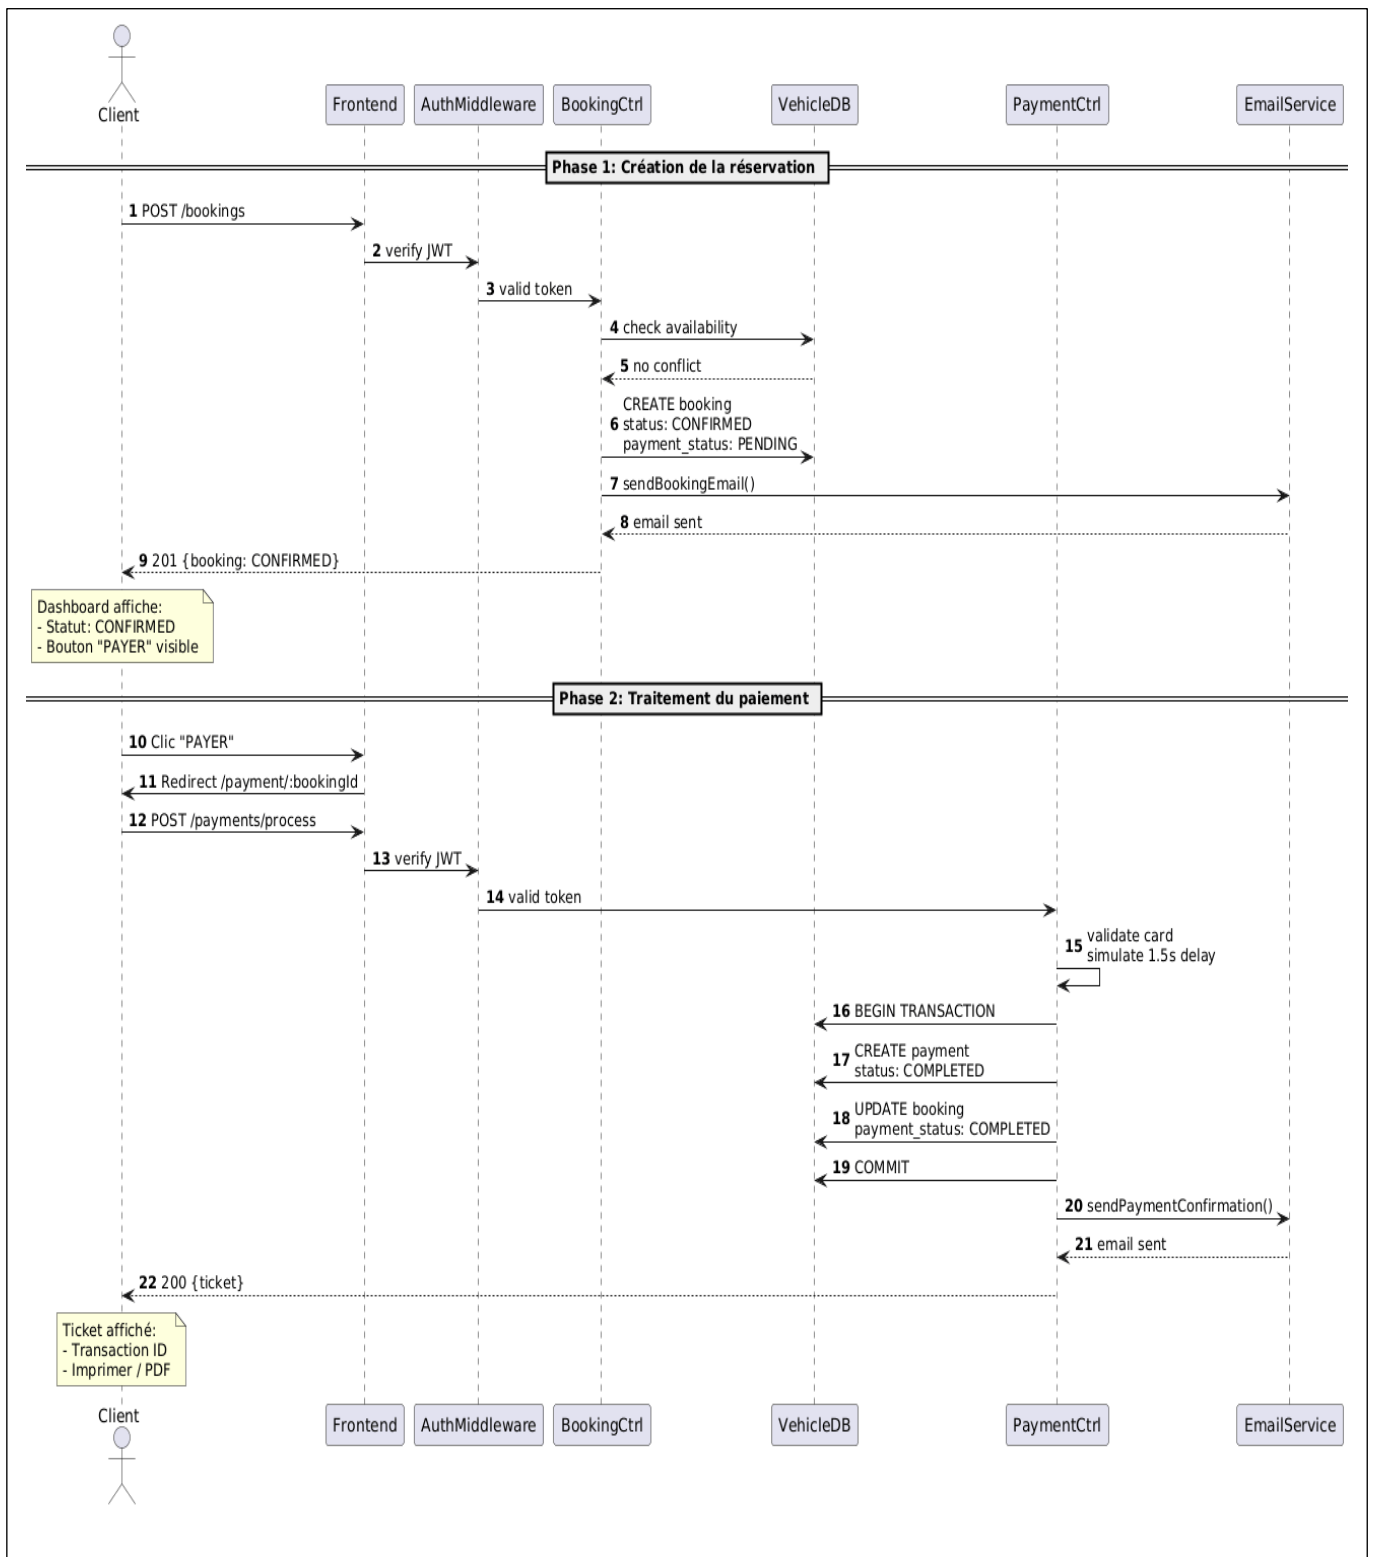 Client
Frontend
AuthMiddleware
BookingCtrl
VehicleDB
PaymentCtrl
EmailService
Phase 1: Création de la réservation
1 POST /bookings
2 verify JWT
3 valid token
4 check availability
5 no conflict
CREATE booking
6 status: CONFIRMED
payment_status: PENDING
7 sendBookingEmail()
8 email sent
9 201 {booking: CONFIRMED}
Dashboard affiche:
- Statut: CONFIRMED
- Bouton "PAYER" visible
Phase 2: Traitement du paiement
10 Clic "PAYER"
11 Redirect /payment/:bookingId
12 POST /payments/process
13 verify JWT
14 valid token
15 validate card
simulate 1.5s delay
16 BEGIN TRANSACTION
17 CREATE payment
status: COMPLETED
18 UPDATE booking
payment_status: COMPLETED
19 COMMIT
20 sendPaymentConfirmation()
21 email sent
22 200 {ticket}
Ticket affiché:
- Transaction ID
- Imprimer / PDF
Client
Frontend
AuthMiddleware
BookingCtrl
VehicleDB
PaymentCtrl
EmailService